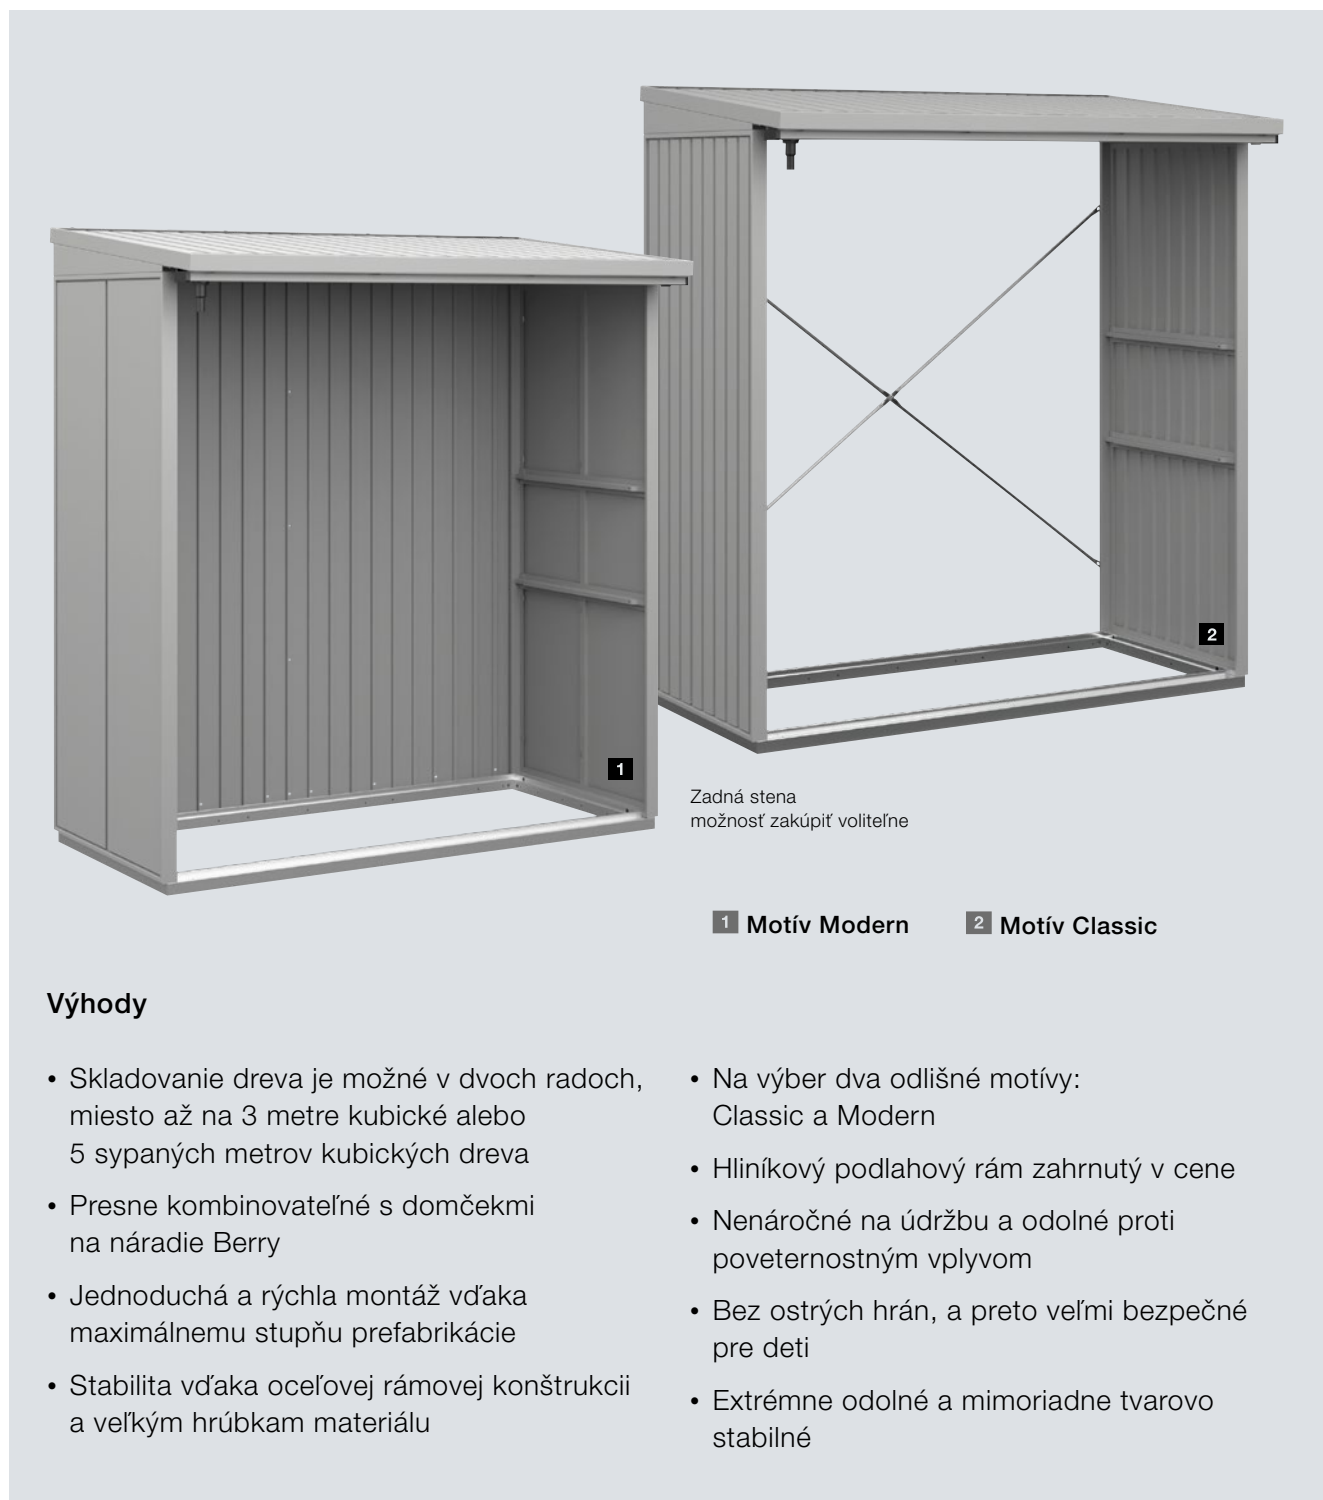 2
1
Zadná stena
možnosť zakúpiť voliteľne
1 Motív Modern
2 Motív Classic
Výhody
• Skladovanie dreva je možné v dvoch radoch,
miesto až na 3 metre kubické alebo
5 sypaných metrov kubických dreva
• Presne kombinovateľné s domčekmi
na náradie Berry
• Jednoduchá a rýchla montáž vďaka
maximálnemu stupňu prefabrikácie
• Stabilita vďaka oceľovej rámovej konštrukcii
a veľkým hrúbkam materiálu
• Na výber dva odlišné motívy:
Classic a Modern
• Hliníkový podlahový rám zahrnutý v cene
• Nenáročné na údržbu a odolné proti
poveternostným vplyvom
• Bez ostrých hrán, a preto veľmi bezpečné
pre deti
• Extrémne odolné a mimoriadne tvarovo
stabilné